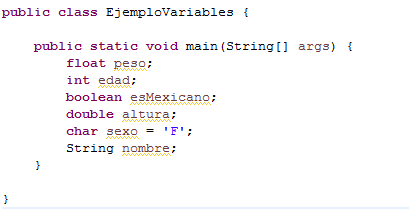 public class EjemploVariables {
public static void main(String[] args) {
float peso;
int edad;
boolean esMexicano;
double altura;
char sexo = 'F';
String nombre;
}
}